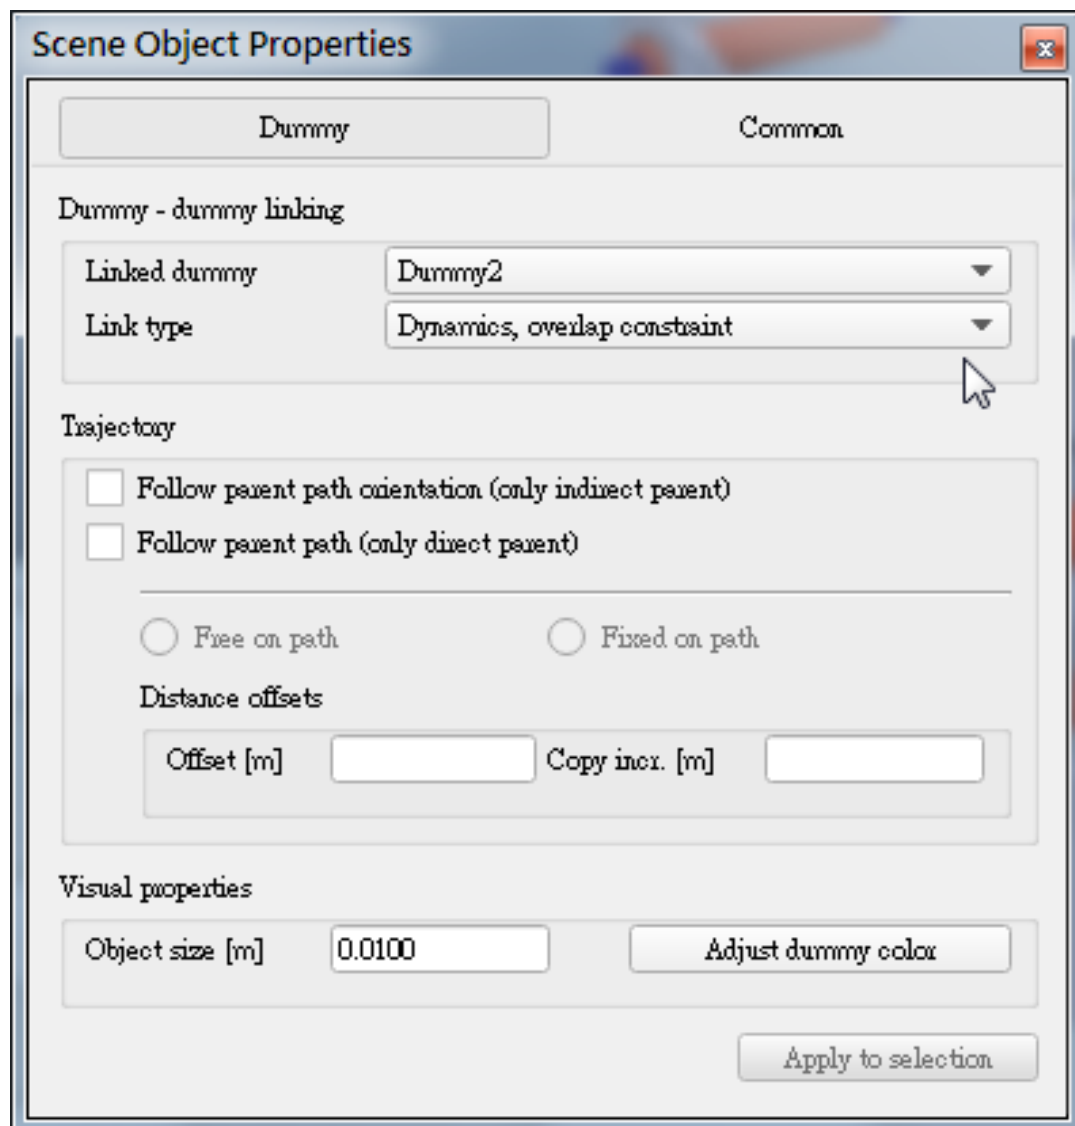 Scene Object Properties
x
Dummy Common
Dummy - dummy linking
Linked dummy Dummy2
Link type Dynamics, overlap constraint
Trajectory
Follow parent path orientation (only indirect parent)
Follow parent path (only direct parent)
Free on path Fixed on path
Distance offsets
Offset [m] Copy incr. [m]
Visual properties
Object size [m] 0.0100 Adjust dummy color
Apply to selection